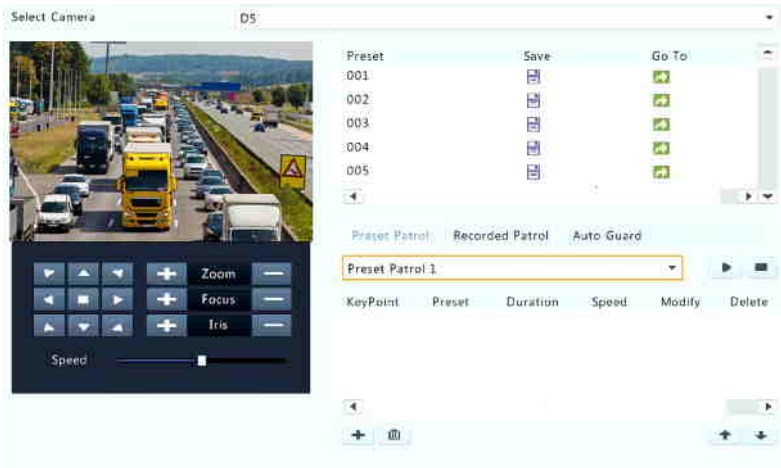 Select Camera D5
Preset Save Go To
001
002
003
004
005
Preset Patrol Recorded Patrol Auto Guard
Preset Patrol 1
KeyPoint Preset Duration Speed Modify Delete
Zoom
Focus
Iris
Speed